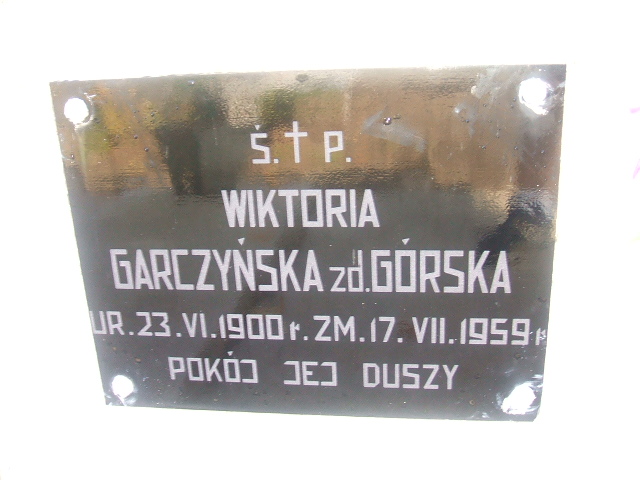 Ś.†P.
WIKTORIA
GARCZYŃSKA zd.GÓRSKA
UR.23.VI.1900 r. ZM.17.VII.1959 r.
POKÓJ JEJ DUSZY